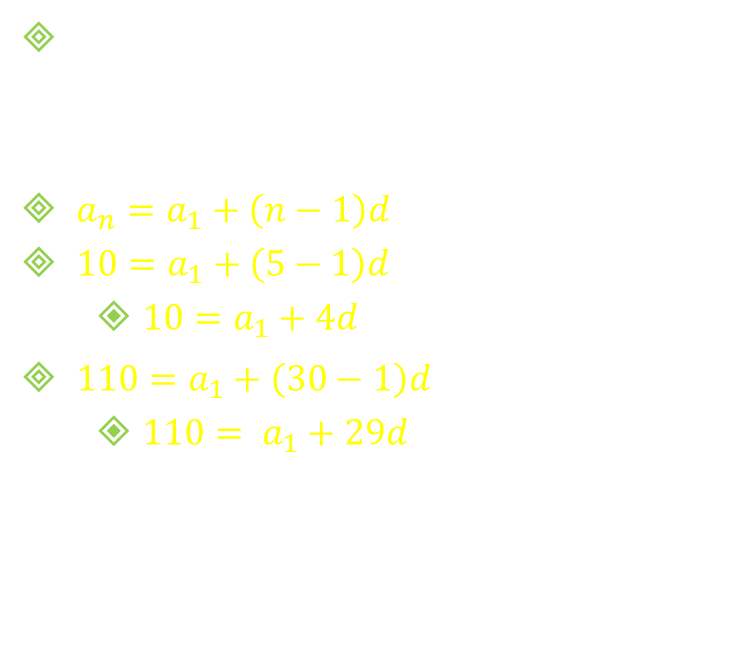 aₙ = a₁ + (n − 1)d
10 = a₁ + (5 − 1)d
10 = a₁ + 4d
110 = a₁ + (30 − 1)d
110 = a₁ + 29d